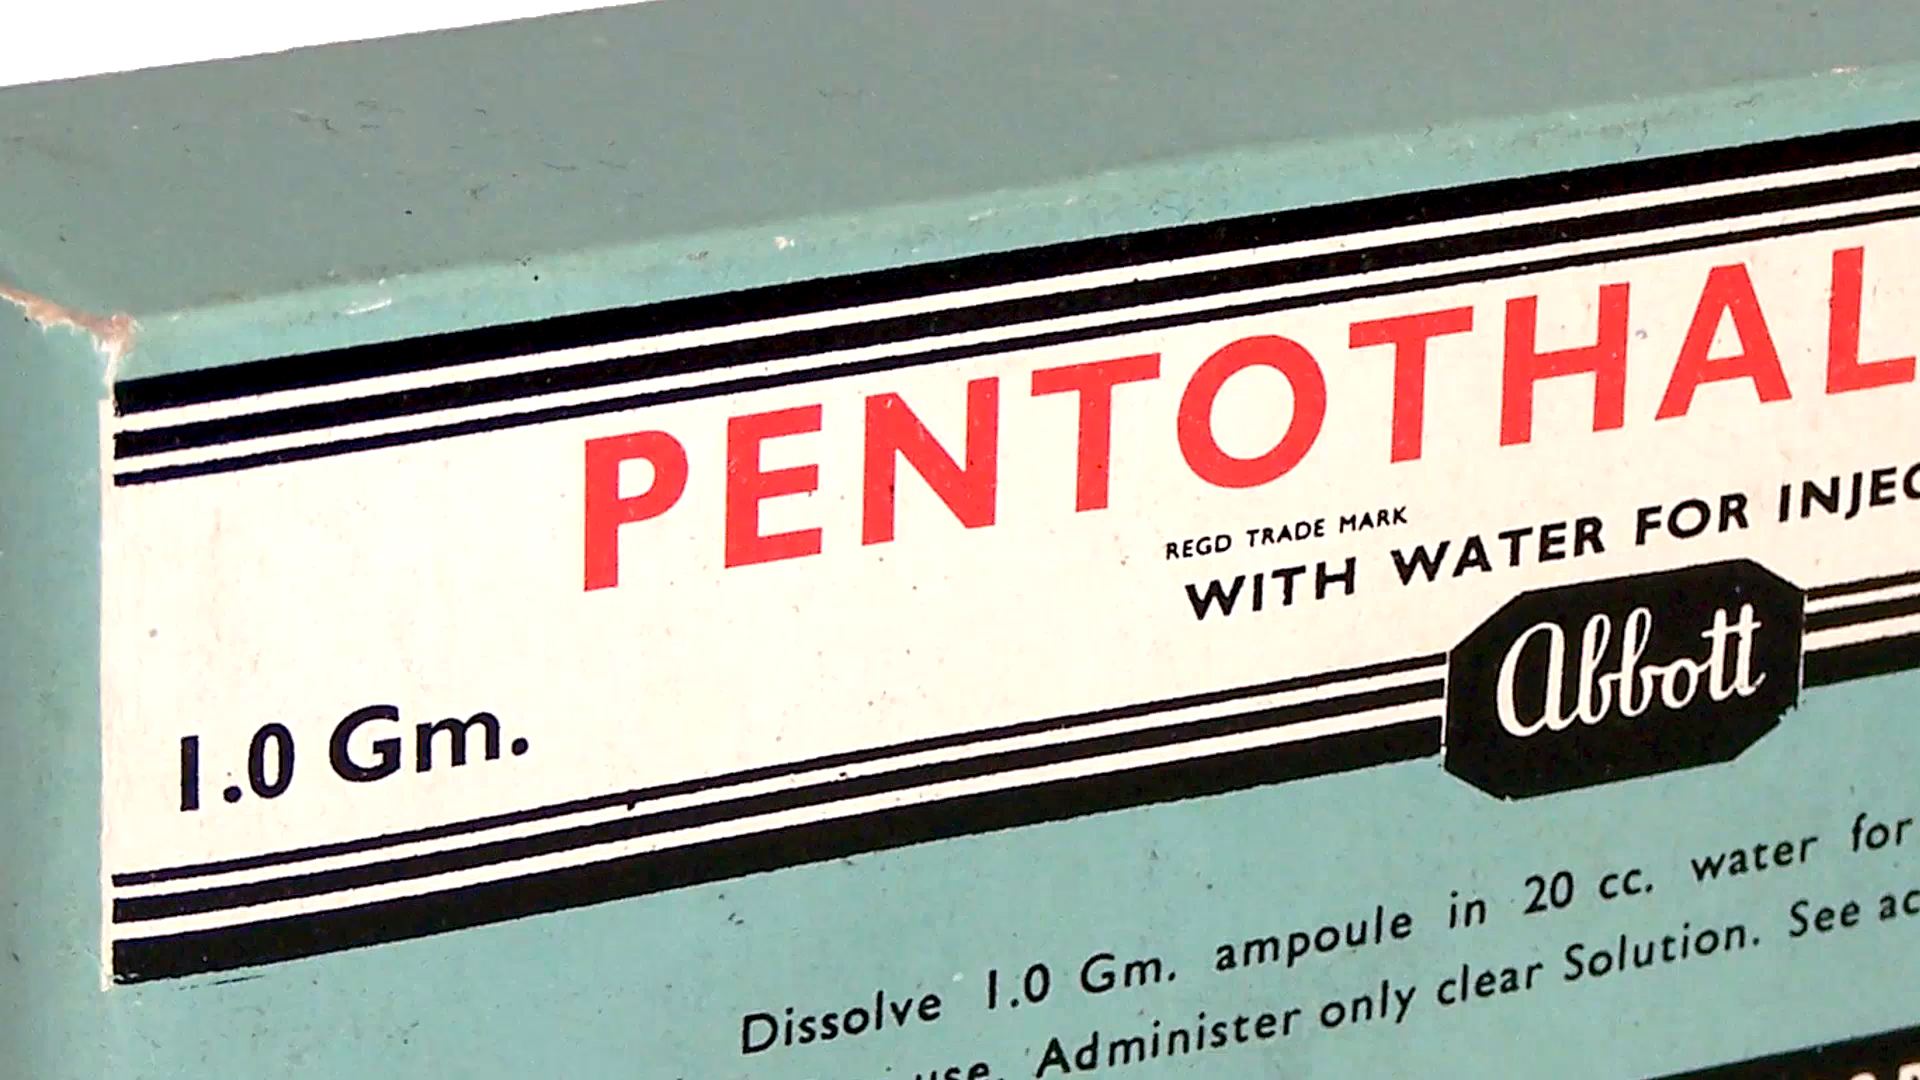 PENTOTHAL
REGD TRADE MARK
WITH WATER FOR
Abbott
1.0 Gm.
Dissolve 1.0 Gm. ampoule in 20 cc. water for
use. Administer only clear Solution. See